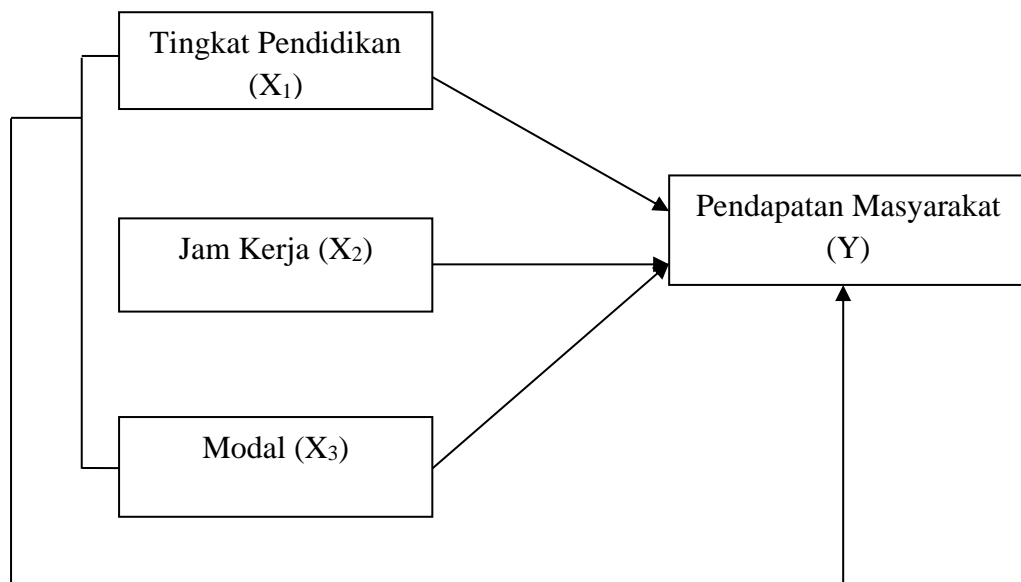 Tingkat Pendidikan
(X₁)
Pendapatan Masyarakat
(Y)
Jam Kerja (X₂)
Modal (X₃)